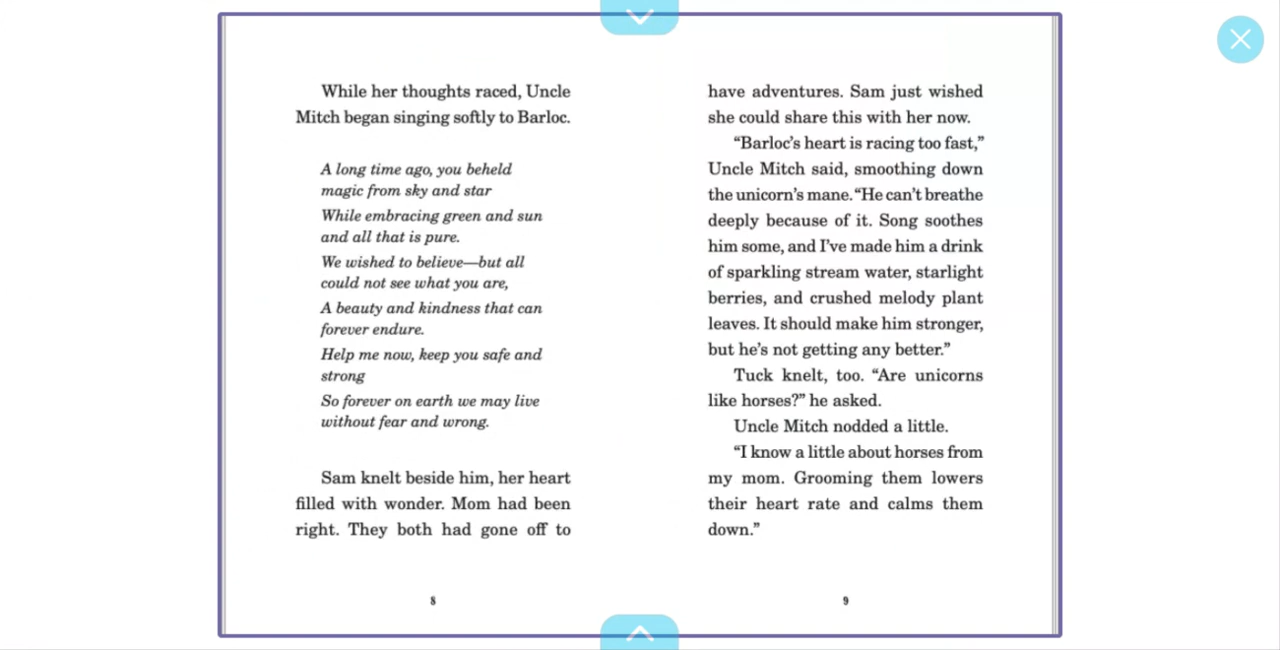 While her thoughts raced, Uncle
Mitch began singing softly to Barloc.
A long time ago, you beheld
magic from sky and star
While embracing green and sun
and all that is pure.
We wished to believe—but all
could not see what you are,
A beauty and kindness that can
forever endure.
Help me now, keep you safe and
strong
So forever on earth we may live
without fear and wrong.
Sam knelt beside him, her heart
filled with wonder. Mom had been
right. They both had gone off to
8
have adventures. Sam just wished
she could share this with her now.
“Barloc’s heart is racing too fast,”
Uncle Mitch said, smoothing down
the unicorn’s mane. “He can’t breathe
deeply because of it. Song soothes
him some, and I’ve made him a drink
of sparkling stream water, starlight
berries, and crushed melody plant
leaves. It should make him stronger,
but he’s not getting any better.”
Tuck knelt, too. “Are unicorns
like horses?” he asked.
Uncle Mitch nodded a little.
“I know a little about horses from
my mom. Grooming them lowers
their heart rate and calms them
down.”
9